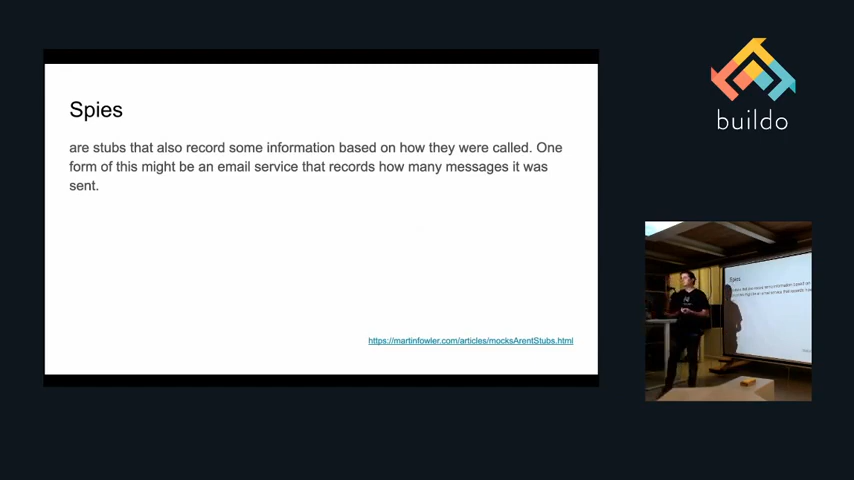 Spies
are stubs that also record some information based on how they were called. One
form of this might be an email service that records how many messages it was
sent.
https://martinfowler.com/articles/mocksArentStubs.html
buildo
Spies